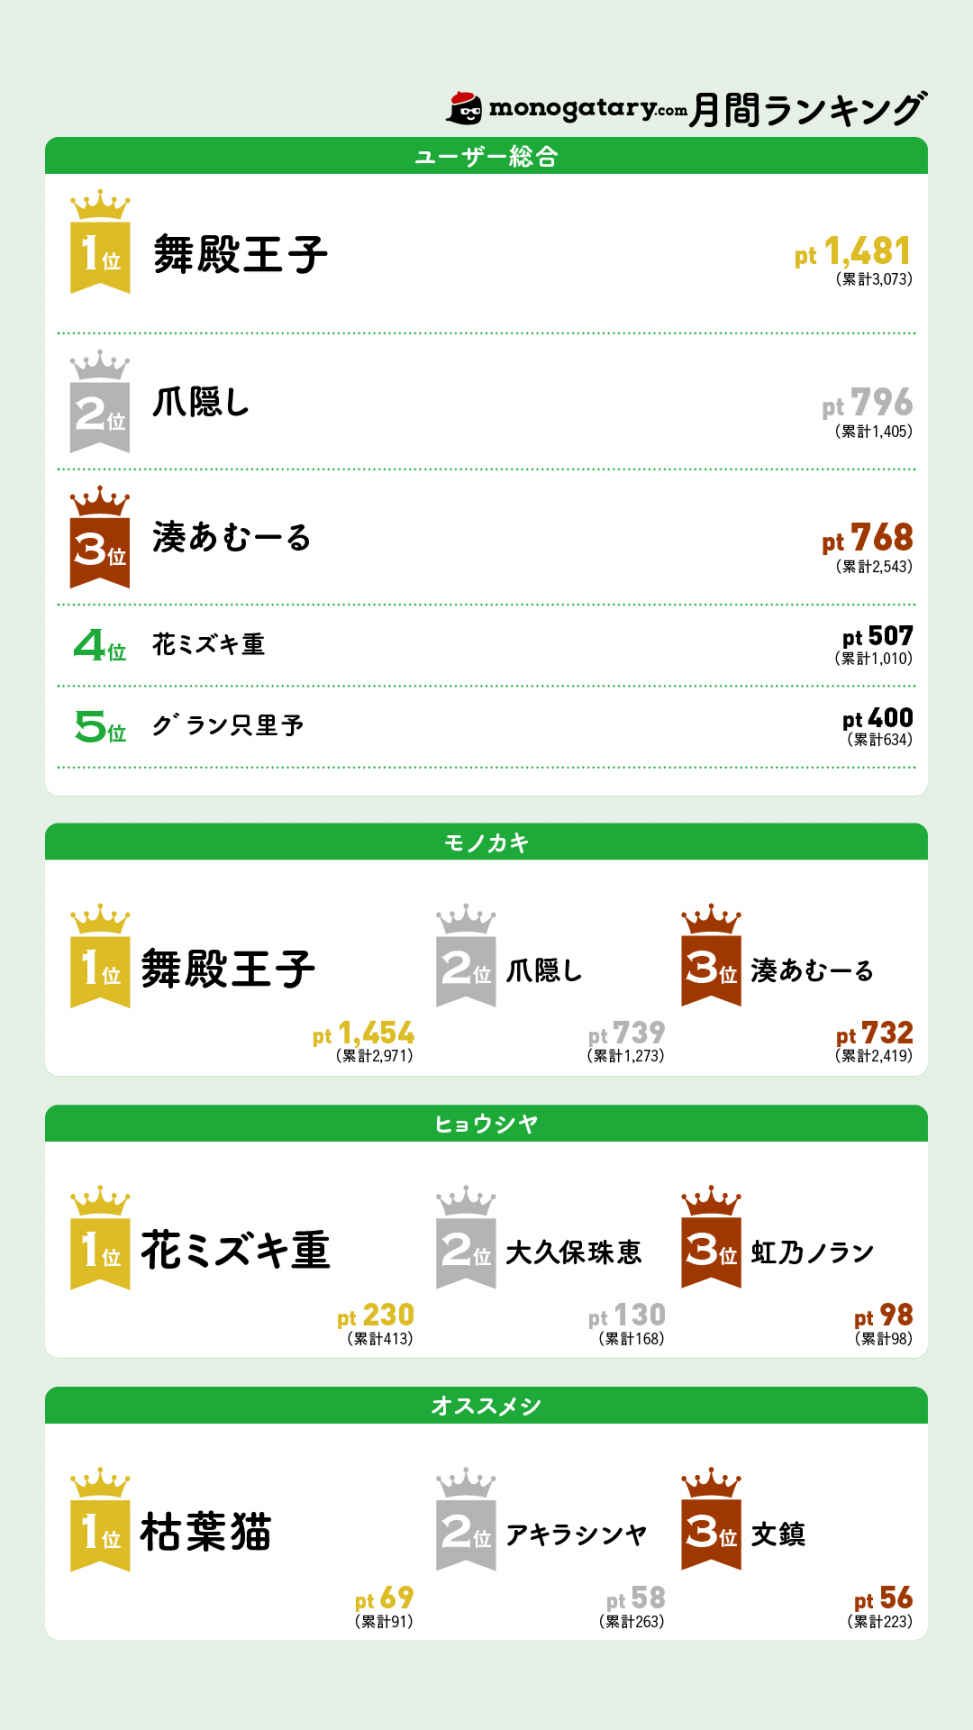 monogatary.com月間ランキング
ユーザー総合
1位 舞殿王子 pt 1,481
(累計3,073)
2位 爪隠し pt 796
(累計1,405)
3位 湊あむーる pt 768
(累計2,543)
4位 花ミズキ重 pt 507
(累計1,010)
5位 グラン只里予 pt 400
(累計634)
モノカキ
1位 舞殿王子 2位 爪隠し 3位 湊あむーる
pt 1,454 pt 739 pt 732
(累計2,971) (累計1,273) (累計2,419)
ヒョウシヤ
1位 花ミズキ重 2位 大久保珠恵 3位 虹乃ノラン
pt 230 pt 130 pt 98
(累計413) (累計168) (累計98)
オススメシ
1位 枯葉猫 2位 アキラシンヤ 3位 文鎮
pt 69 pt 58 pt 56
(累計91) (累計263) (累計223)